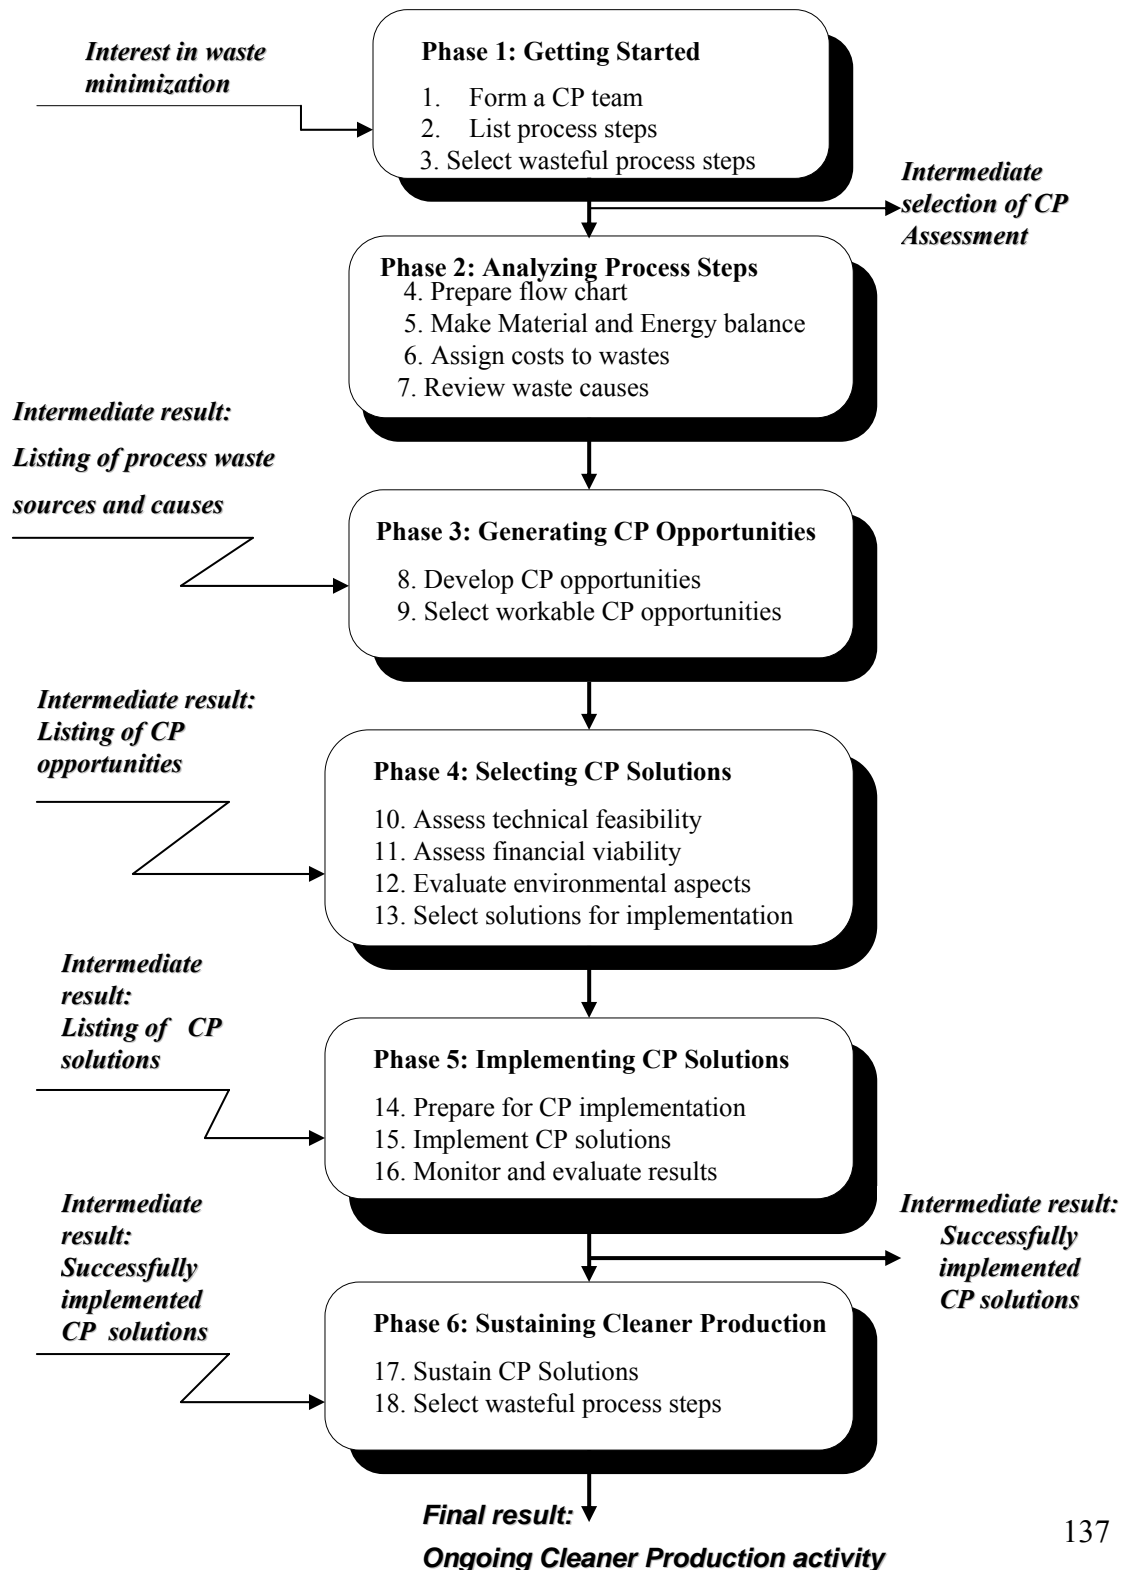 Interest in waste
minimization
Phase 1: Getting Started
1. Form a CP team
2. List process steps
3. Select wasteful process steps
Intermediate
selection of CP
Assessment
Phase 2: Analyzing Process Steps
4. Prepare flow chart
5. Make Material and Energy balance
6. Assign costs to wastes
7. Review waste causes
Intermediate result:
Listing of process waste
sources and causes
Phase 3: Generating CP Opportunities
8. Develop CP opportunities
9. Select workable CP opportunities
Intermediate result:
Listing of CP
opportunities
Phase 4: Selecting CP Solutions
10. Assess technical feasibility
11. Assess financial viability
12. Evaluate environmental aspects
13. Select solutions for implementation
Intermediate
result:
Listing of CP
solutions
Phase 5: Implementing CP Solutions
14. Prepare for CP implementation
15. Implement CP solutions
16. Monitor and evaluate results
Intermediate
result:
Successfully
implemented
CP solutions
Intermediate result:
Successfully
implemented
CP solutions
Phase 6: Sustaining Cleaner Production
17. Sustain CP Solutions
18. Select wasteful process steps
Final result:
Ongoing Cleaner Production activity
137